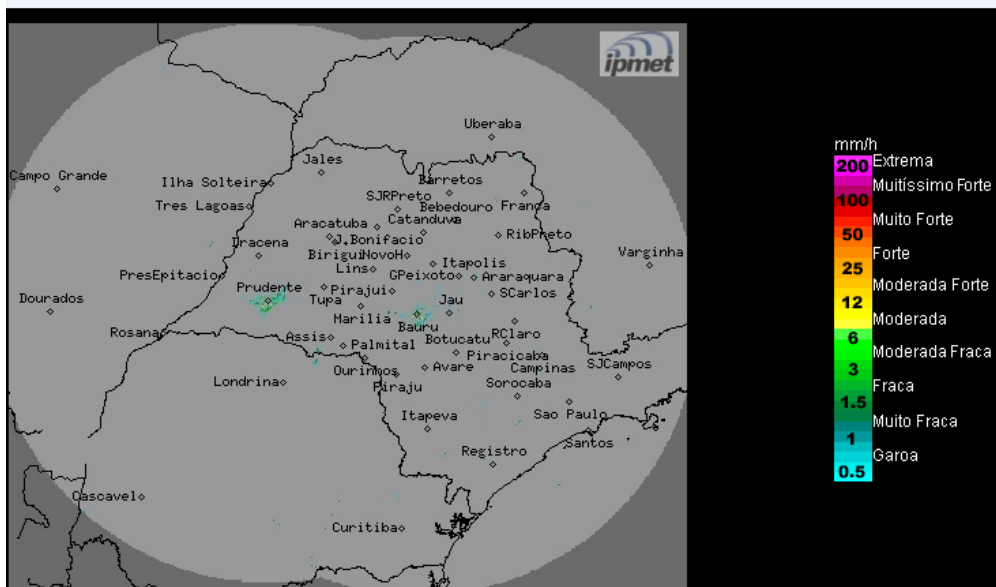 ipmet
Uberaba
Jales
Campo Grande
Ilha Solteira
Barretos
SJRPreto
Tres Lagoas
Bebedouro
Franca
Aracatuba
Catanduva
Dracena
J.Bonifacio
RibPreto
Birigui
NovoH
Itapolis
Varginha
Lins
PresEpitacio
GPeixoto
Araraquara
Prudente
Pirajui
SCarlos
Dourados
Tupa
Jau
Marilia
Bauru
Rosana
Assis
Botucatu
RClaro
Palmital
Piracicaba
Ourinhos
Avare
Campinas
SJCampos
Londrina
Piraju
Sorocaba
Itapeva
Sao Paulo
Santos
Registro
Cascavel
Curitiba
mm/h
200 Extrema
Muitíssimo Forte
100
Muito Forte
50
Forte
25
Moderada Forte
12
Moderada
6
Moderada Fraca
3
Fraca
1.5
Muito Fraca
1
Garoa
0.5